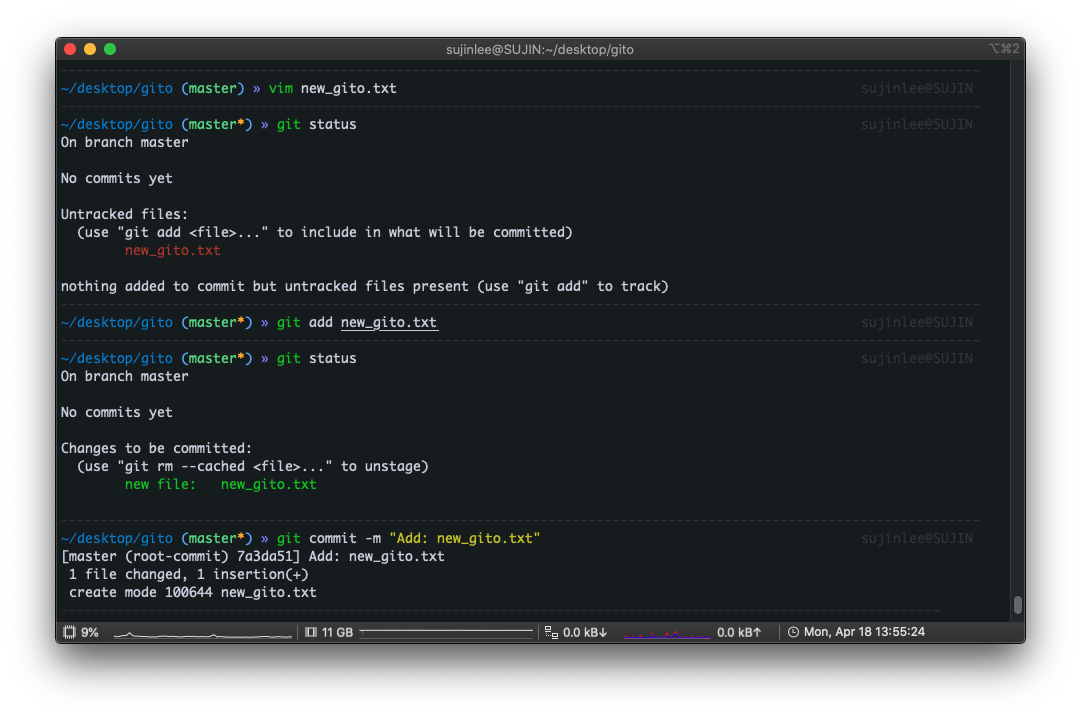 sujinlee@SUJIN:~/desktop/gito ⌥⌘2
~/desktop/gito (master) » vim new_gito.txt sujinlee@SUJIN
~/desktop/gito (master*) » git status sujinlee@SUJIN
On branch master
No commits yet
Untracked files:
(use "git add <file>..." to include in what will be committed)
new_gito.txt
nothing added to commit but untracked files present (use "git add" to track)
~/desktop/gito (master*) » git add new_gito.txt sujinlee@SUJIN
~/desktop/gito (master*) » git status sujinlee@SUJIN
On branch master
No commits yet
Changes to be committed:
(use "git rm --cached <file>..." to unstage)
new file: new_gito.txt
~/desktop/gito (master*) » git commit -m "Add: new_gito.txt" sujinlee@SUJIN
[master (root-commit) 7a3da51] Add: new_gito.txt
1 file changed, 1 insertion(+)
create mode 100644 new_gito.txt
9% 11 GB 0.0 kB↓ 0.0 kB↑ Mon, Apr 18 13:55:24